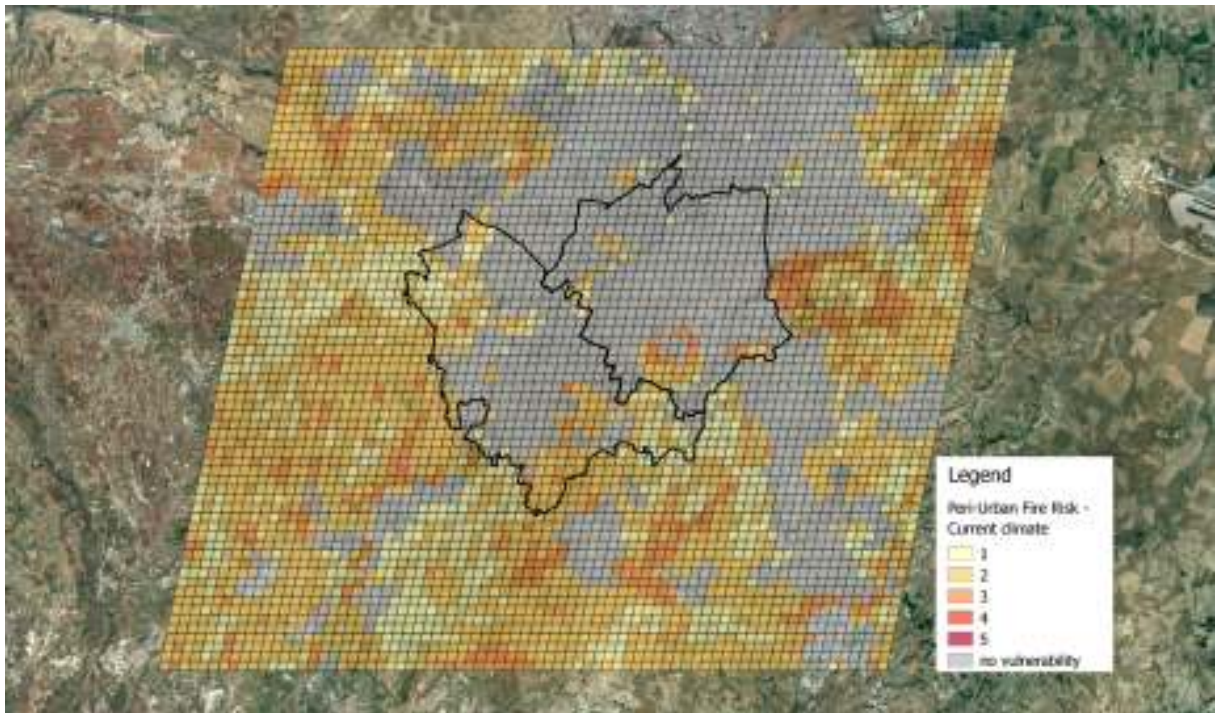 Legend
Peri-Urban Fire Risk -
Current climate
1
2
3
4
5
no vulnerability